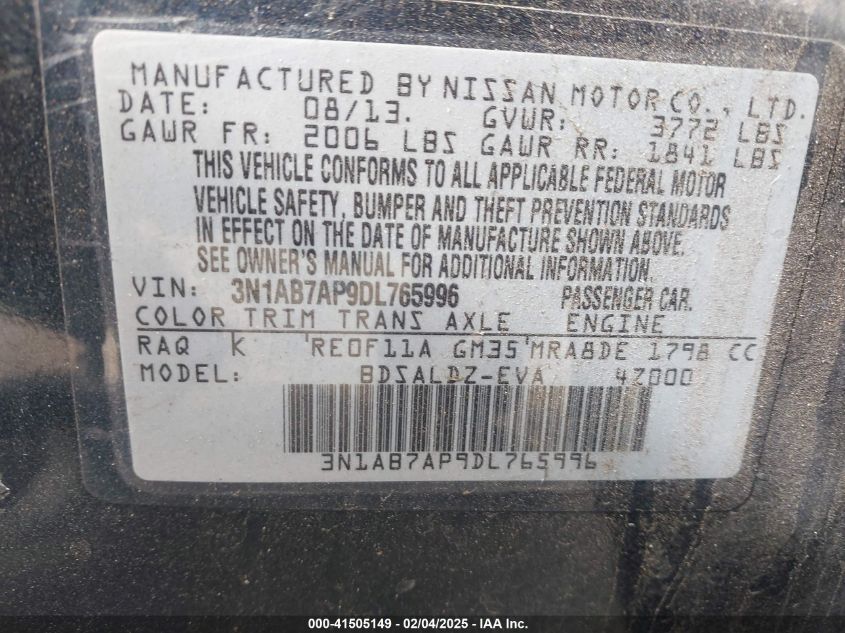 MANUFACTURED BY NISSAN MOTOR CO., LTD.
DATE: 08/13. GVWR: 3772 LBS
GAWR FR: 2006 LBS GAWR RR: 1841 LBS
THIS VEHICLE CONFORMS TO ALL APPLICABLE FEDERAL MOTOR
VEHICLE SAFETY, BUMPER AND THEFT PREVENTION STANDARDS
IN EFFECT ON THE DATE OF MANUFACTURE SHOWN ABOVE.
SEE OWNER'S MANUAL FOR ADDITIONAL INFORMATION.
VIN: 3N1AB7AP9DL765996 PASSENGER CAR.
COLOR TRIM TRANS AXLE ENGINE
RAQ K 'RE0F11A GM35'MRA8DE 1798 CC
MODEL: BDSALDZ-EVA 4Z000
3N1AB7AP9DL765996
000-41505149 - 02/04/2025 - IAA Inc.